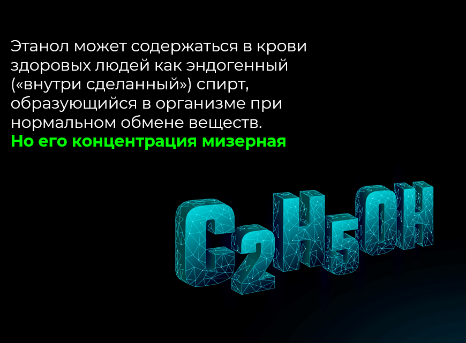 Этанол может содержаться в крови
здоровых людей как эндогенный
(«внутри сделанный») спирт,
образующийся в организме при
нормальном обмене веществ.
Но его концентрация мизерная
C2H5OH